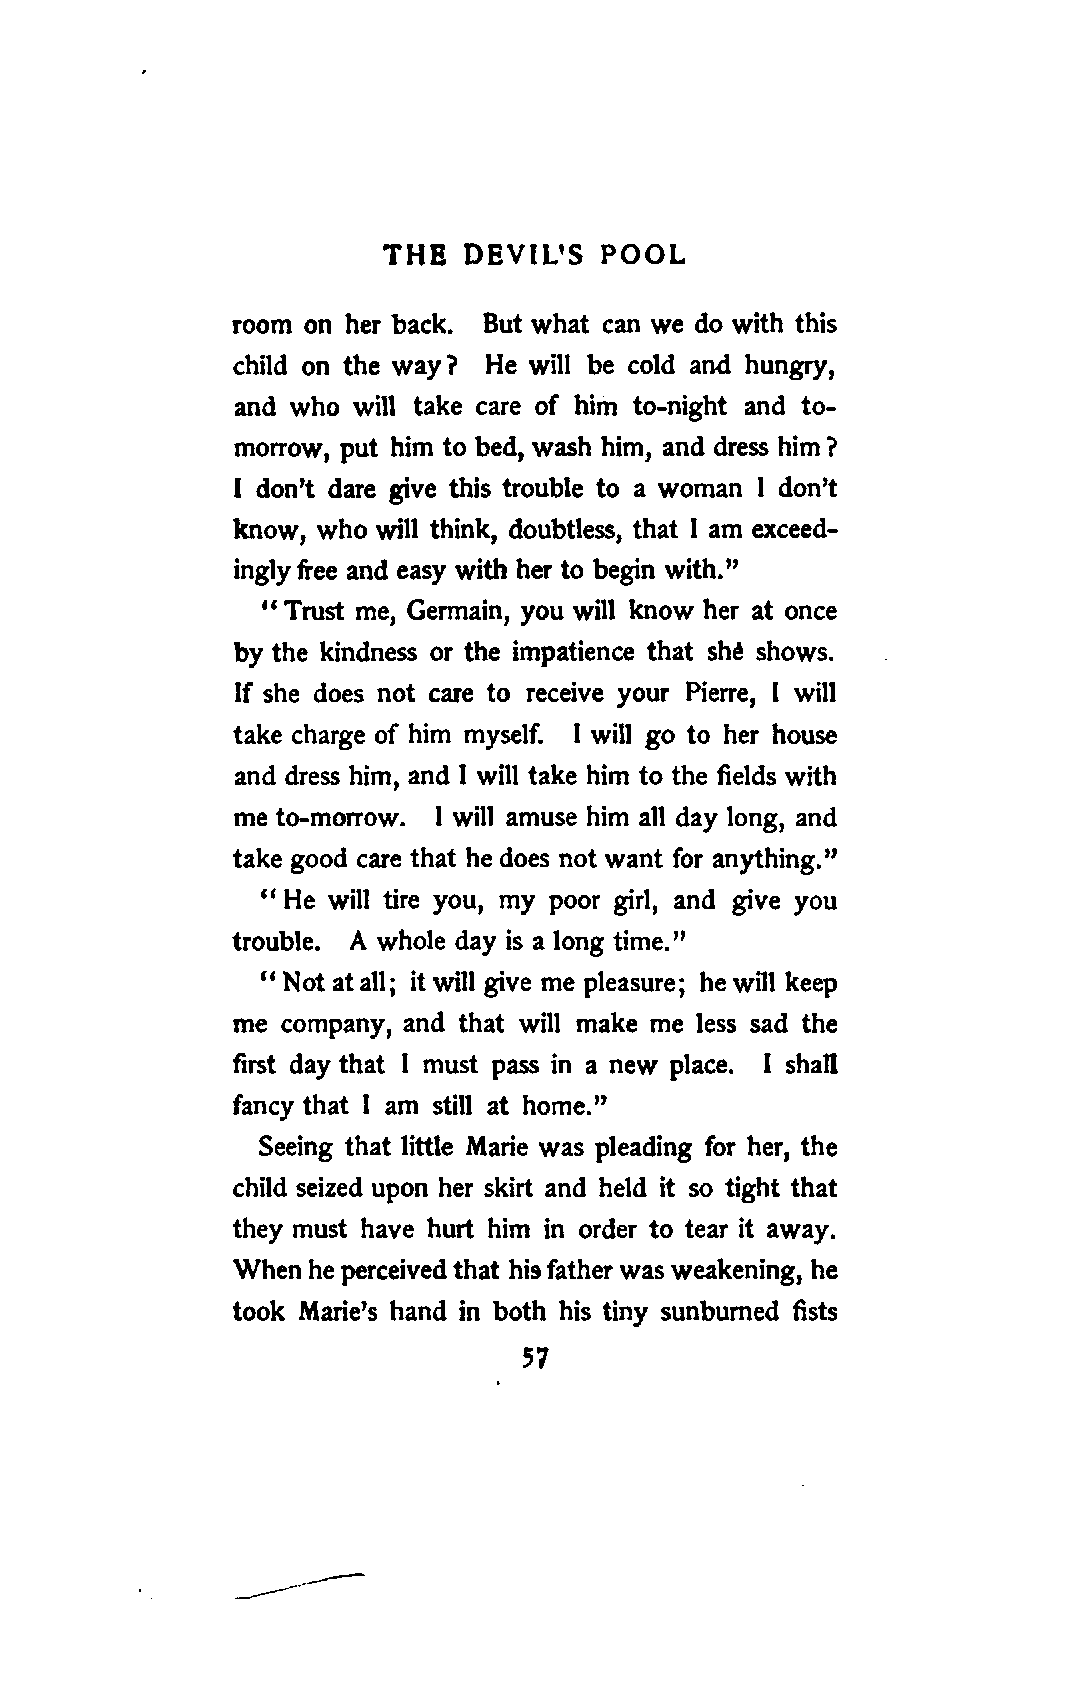 THE DEVIL'S POOL
room on her back. But what can we do with this
child on the way? He will be cold and hungry,
and who will take care of him to-night and to-
morrow, put him to bed, wash him, and dress him?
I don't dare give this trouble to a woman I don't
know, who will think, doubtless, that I am exceed-
ingly free and easy with her to begin with."
"Trust me, Germain, you will know her at once
by the kindness or the impatience that she shows.
If she does not care to receive your Pierre, I will
take charge of him myself. I will go to her house
and dress him, and I will take him to the fields with
me to-morrow. I will amuse him all day long, and
take good care that he does not want for anything."
"He will tire you, my poor girl, and give you
trouble. A whole day is a long time."
"Not at all; it will give me pleasure; he will keep
me company, and that will make me less sad the
first day that I must pass in a new place. I shall
fancy that I am still at home."
Seeing that little Marie was pleading for her, the
child seized upon her skirt and held it so tight that
they must have hurt him in order to tear it away.
When he perceived that his father was weakening, he
took Marie's hand in both his tiny sunburned fists
57